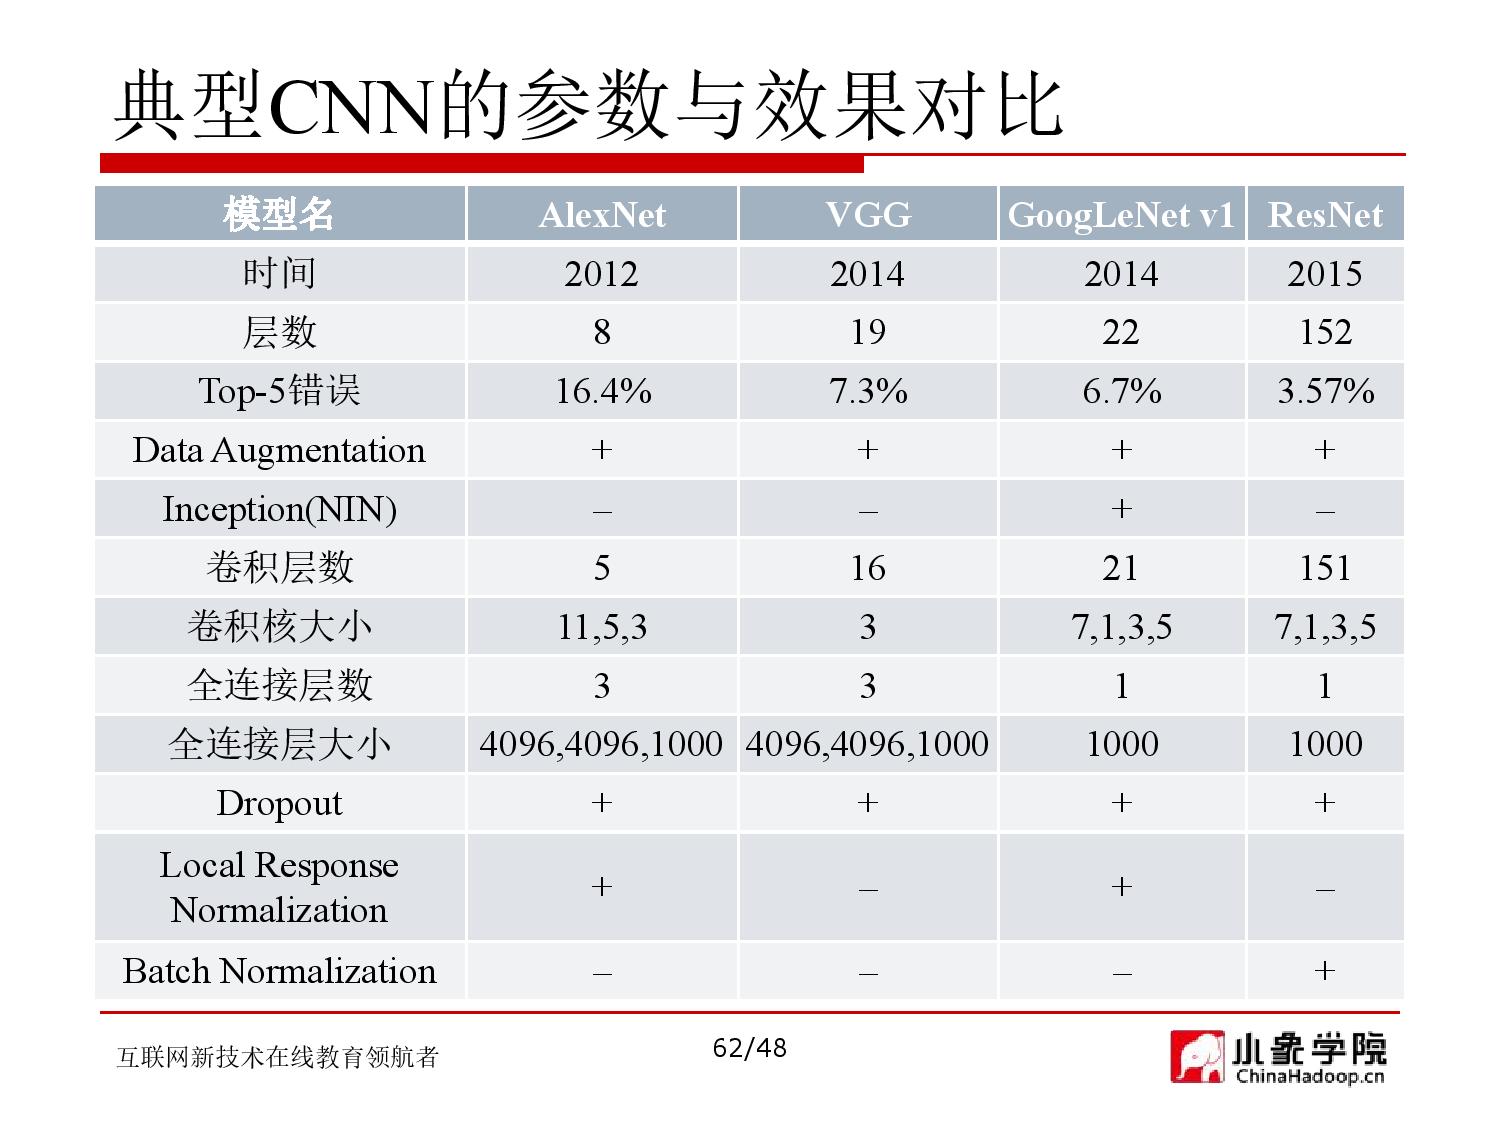 典型CNN的参数与效果对比
模型名 AlexNet VGG GoogLeNet v1 ResNet
时间 2012 2014 2014 2015
层数 8 19 22 152
Top-5错误 16.4% 7.3% 6.7% 3.57%
Data Augmentation + + + +
Inception(NIN) – – + –
卷积层数 5 16 21 151
卷积核大小 11,5,3 3 7,1,3,5 7,1,3,5
全连接层数 3 3 1 1
全连接层大小 4096,4096,1000 4096,4096,1000 1000 1000
Dropout + + + +
Local Response
Normalization + – + –
Batch Normalization – – – +
互联网新技术在线教育领航者
62/48
小象学院
ChinaHadoop.cn